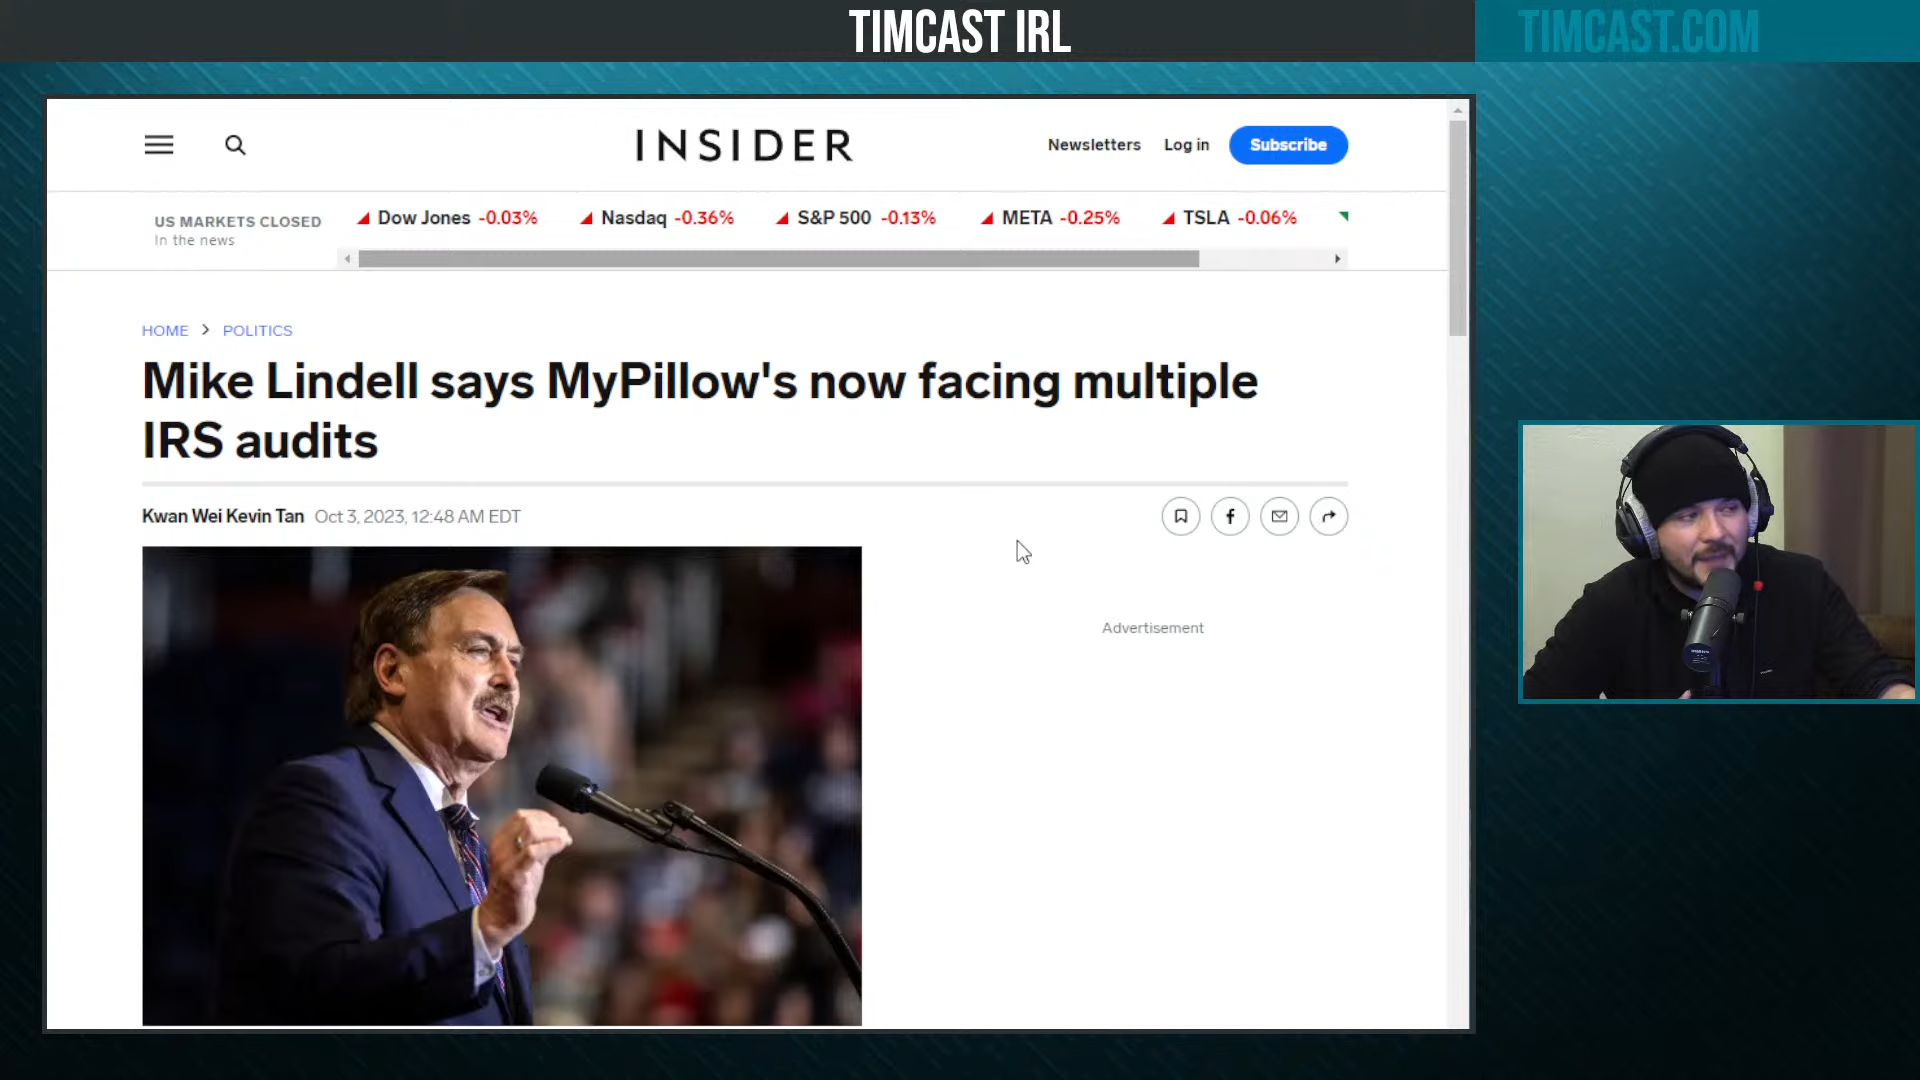 TIMCAST IRL
TIMCAST.COM
INSIDER
Newsletters
Log in
Subscribe
US MARKETS CLOSED
In the news
Dow Jones -0.03%
Nasdaq -0.36%
S&P 500 -0.13%
META -0.25%
TSLA -0.06%
HOME > POLITICS
Mike Lindell says MyPillow's now facing multiple
IRS audits
Kwan Wei Kevin Tan Oct 3, 2023, 12:48 AM EDT
Advertisement